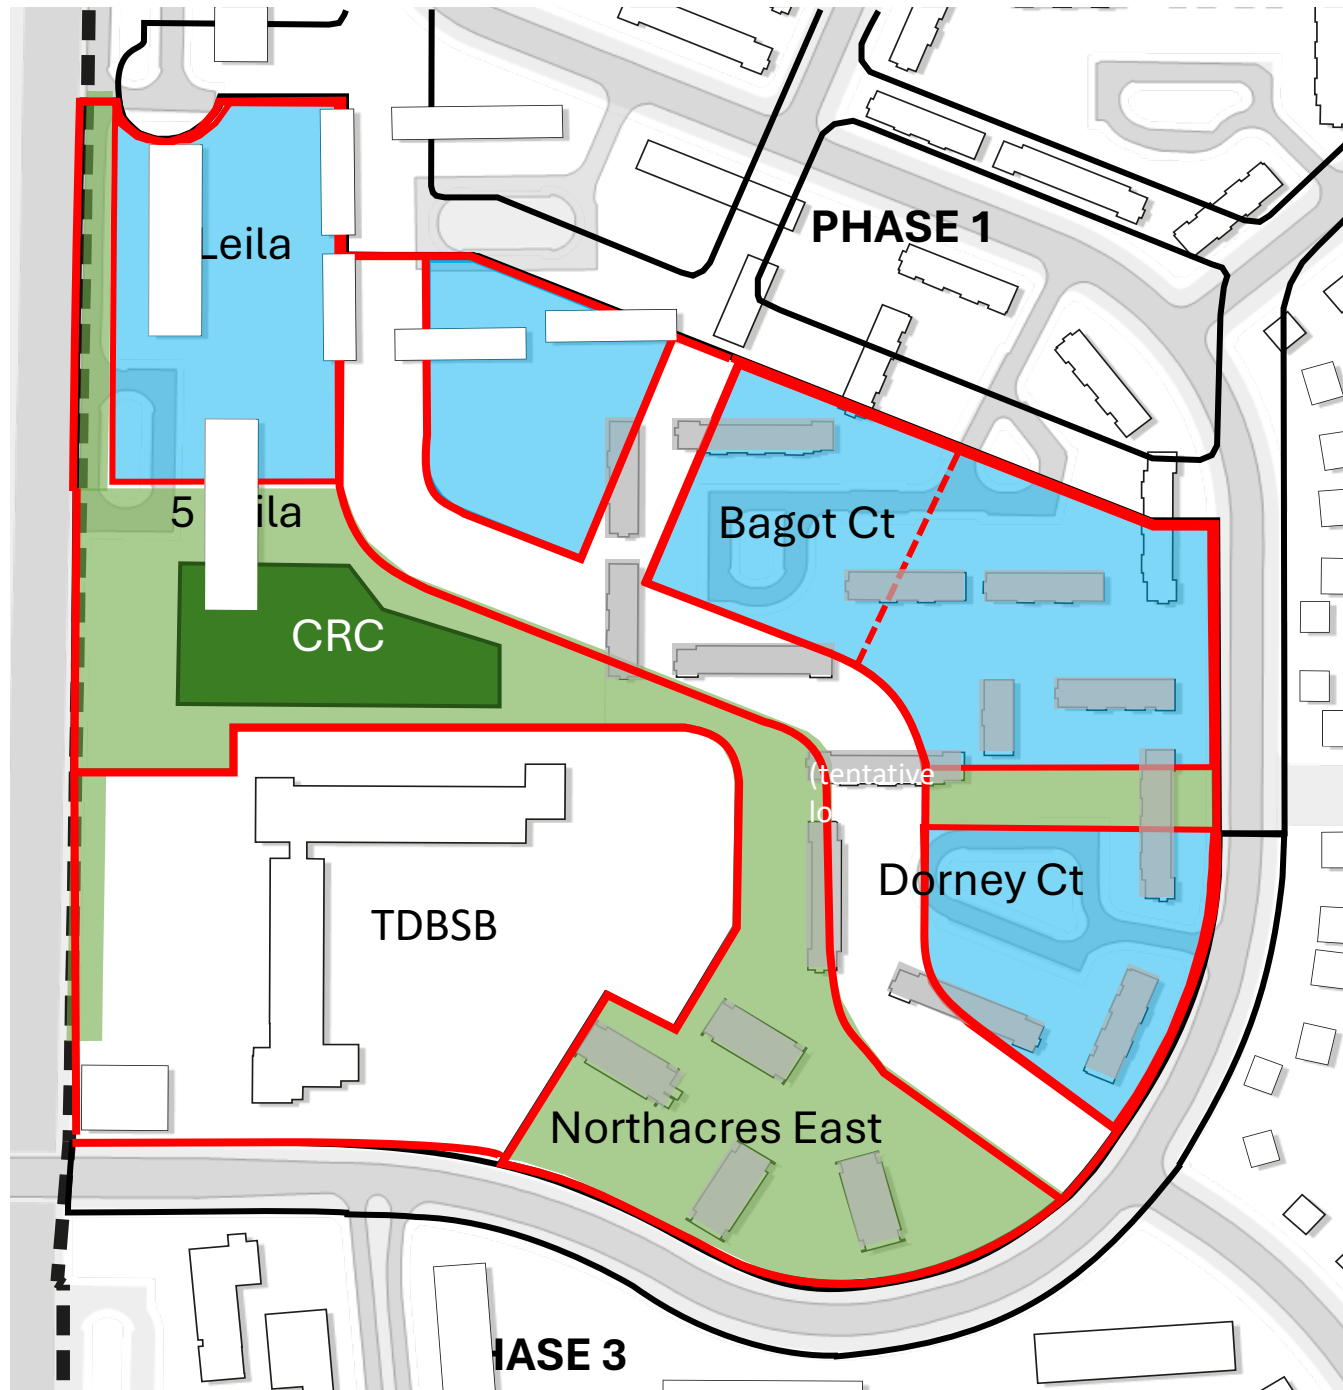 PHASE 1
Leila
5 ila
Bagot Ct
CRC
(tentative
lo
Dorney Ct
TDBSB
Northacres East
HASE 3